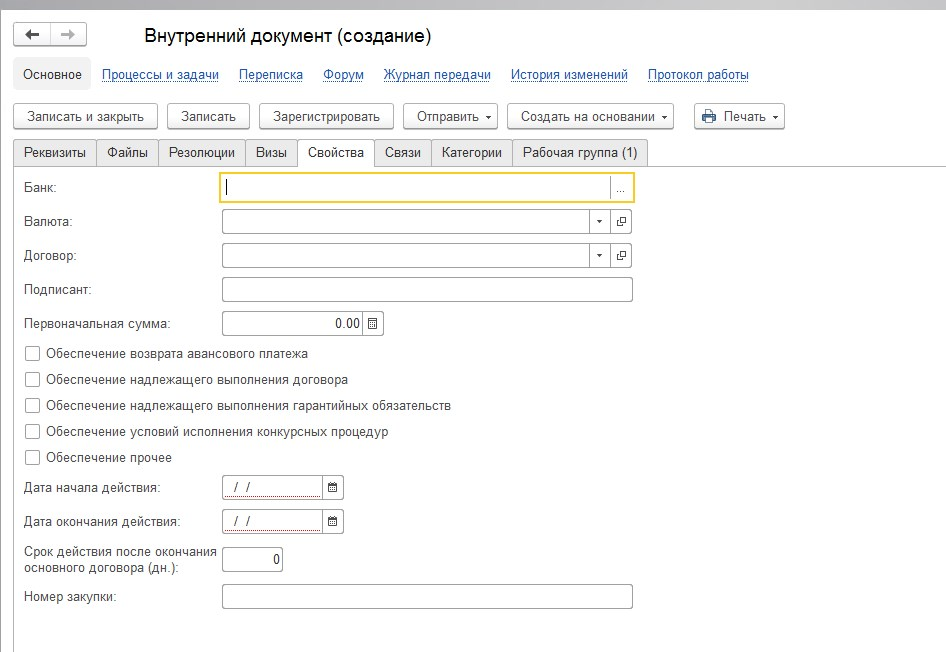 Внутренний документ (создание)
Основное Процессы и задачи Переписка Форум Журнал передачи История изменений Протокол работы
Записать и закрыть Записать Зарегистрировать Отправить Создать на основании Печать
Реквизиты Файлы Резолюции Визы Свойства Связи Категории Рабочая группа (1)
Банк: ...
Валюта:
Договор:
Подписант:
Первоначальная сумма: 0.00
Обеспечение возврата авансового платежа
Обеспечение надлежащего выполнения договора
Обеспечение надлежащего выполнения гарантийных обязательств
Обеспечение условий исполнения конкурсных процедур
Обеспечение прочее
Дата начала действия: / /
Дата окончания действия: / /
Срок действия после окончания
основного договора (дн.): 0
Номер закупки: